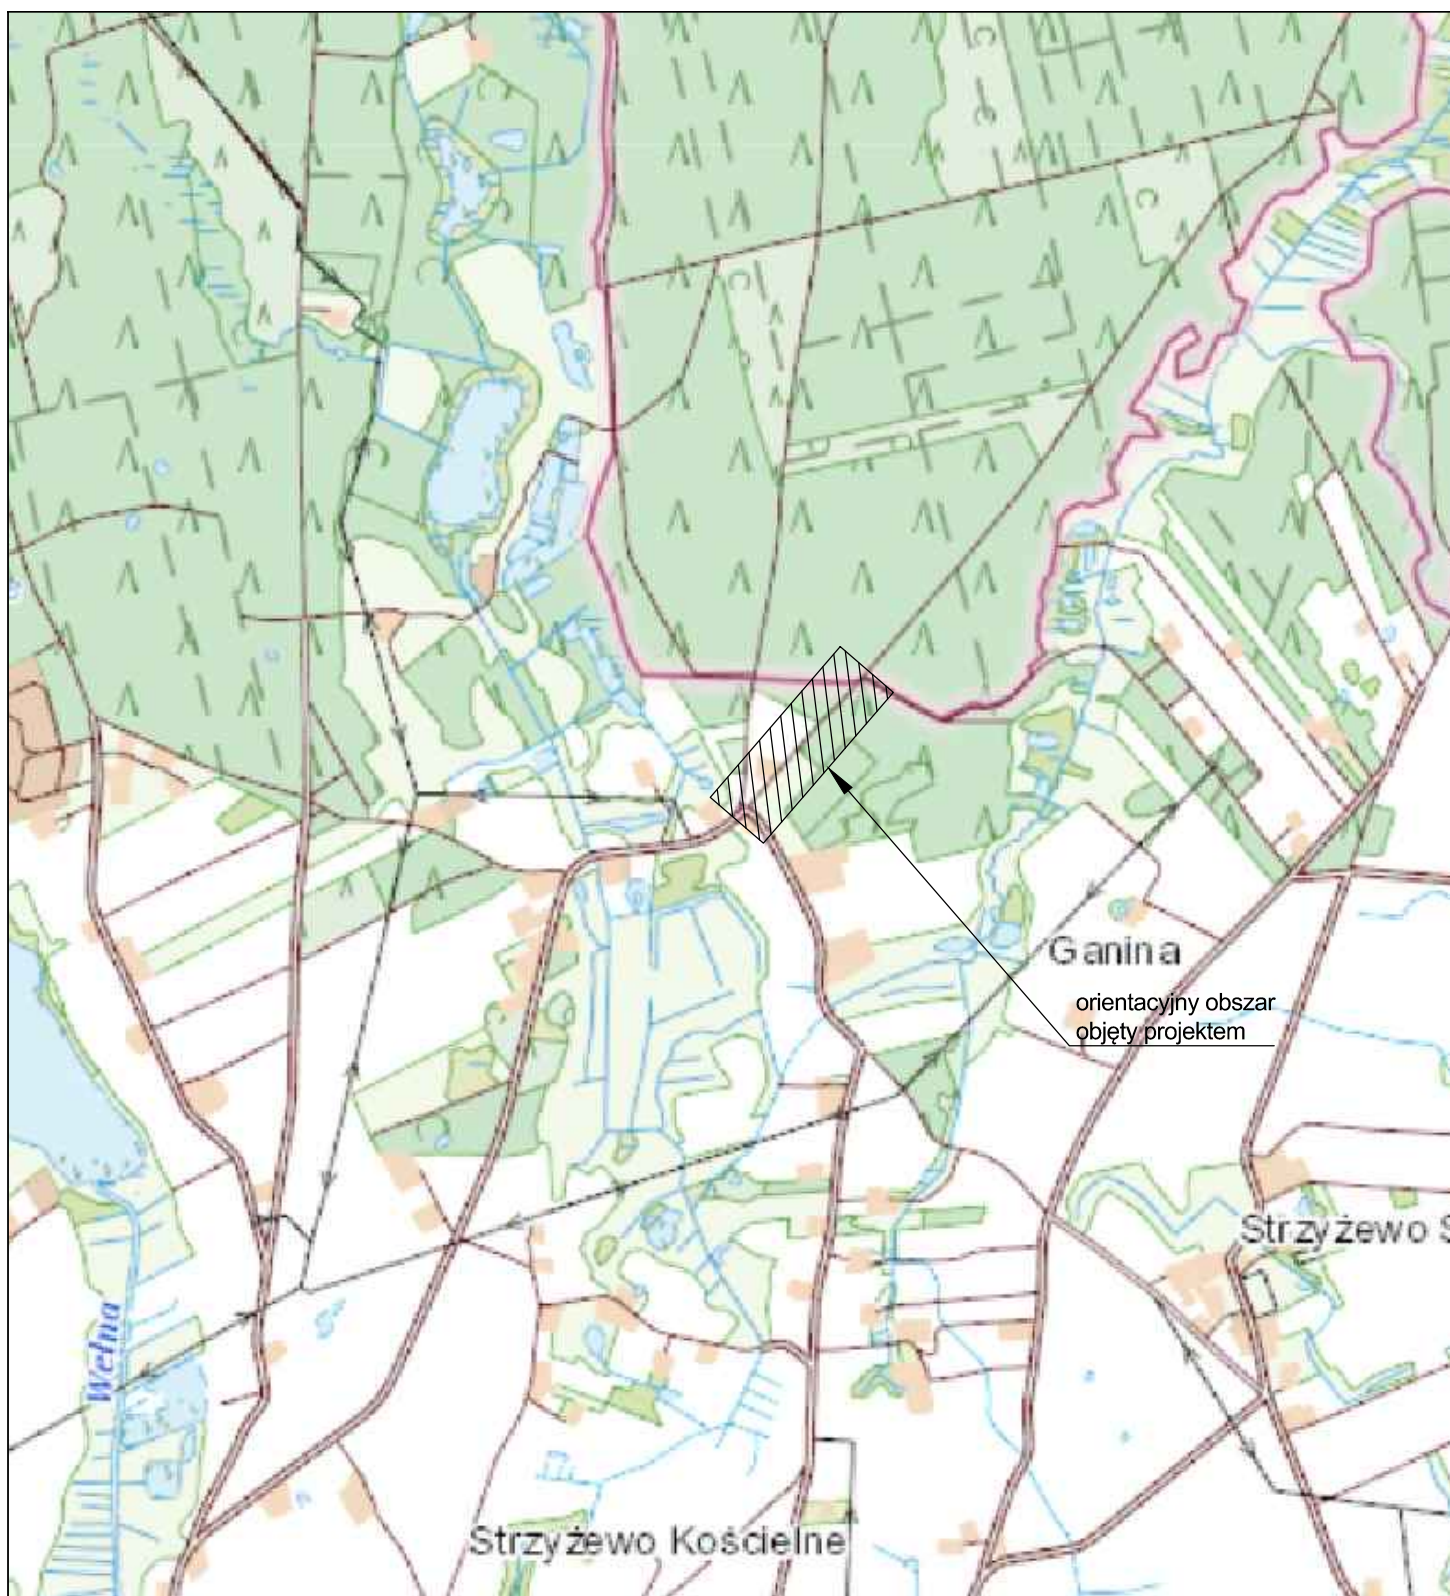 Ganina
orientacyjny obszar
objęty projektem
Strzyżewo S
Wełna
Strzyżewo Kościelne